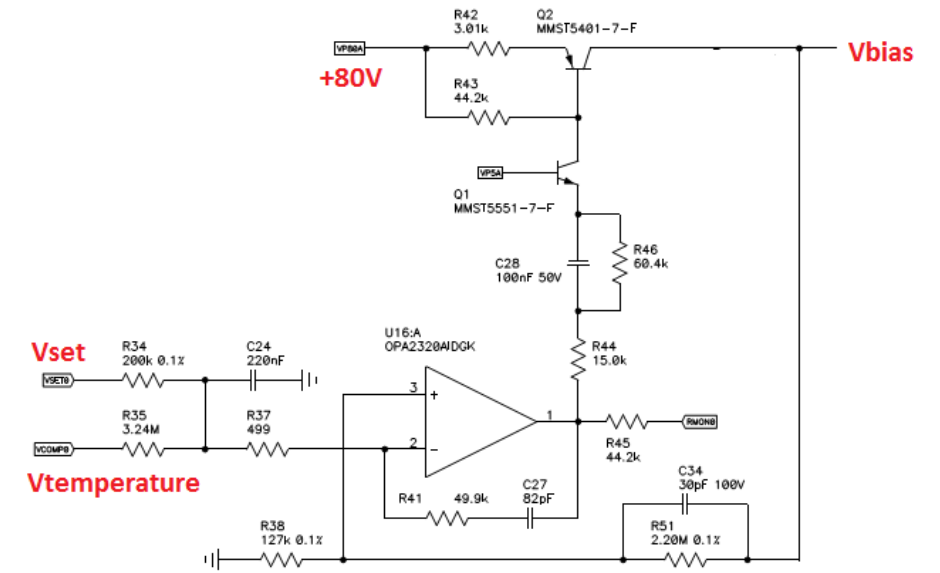 R42
3.01k
Q2
MMST5401-7-F
VP80A
+80V
Vbias
R43
44.2k
VP5A
Q1
MMST5551-7-F
C28
100nF 50V
R46
60.4k
U16:A
OPA2320AIDGK
R44
15.0k
Vset
R34
200k 0.1%
C24
220nF
VSET0
3
+
R35
3.24M
R37
499
2
-
1
VCOMP0
RMON0
R45
44.2k
Vtemperature
R41
49.9k
C27
82pF
C34
30pF 100V
R38
127k 0.1%
R51
2.20M 0.1%